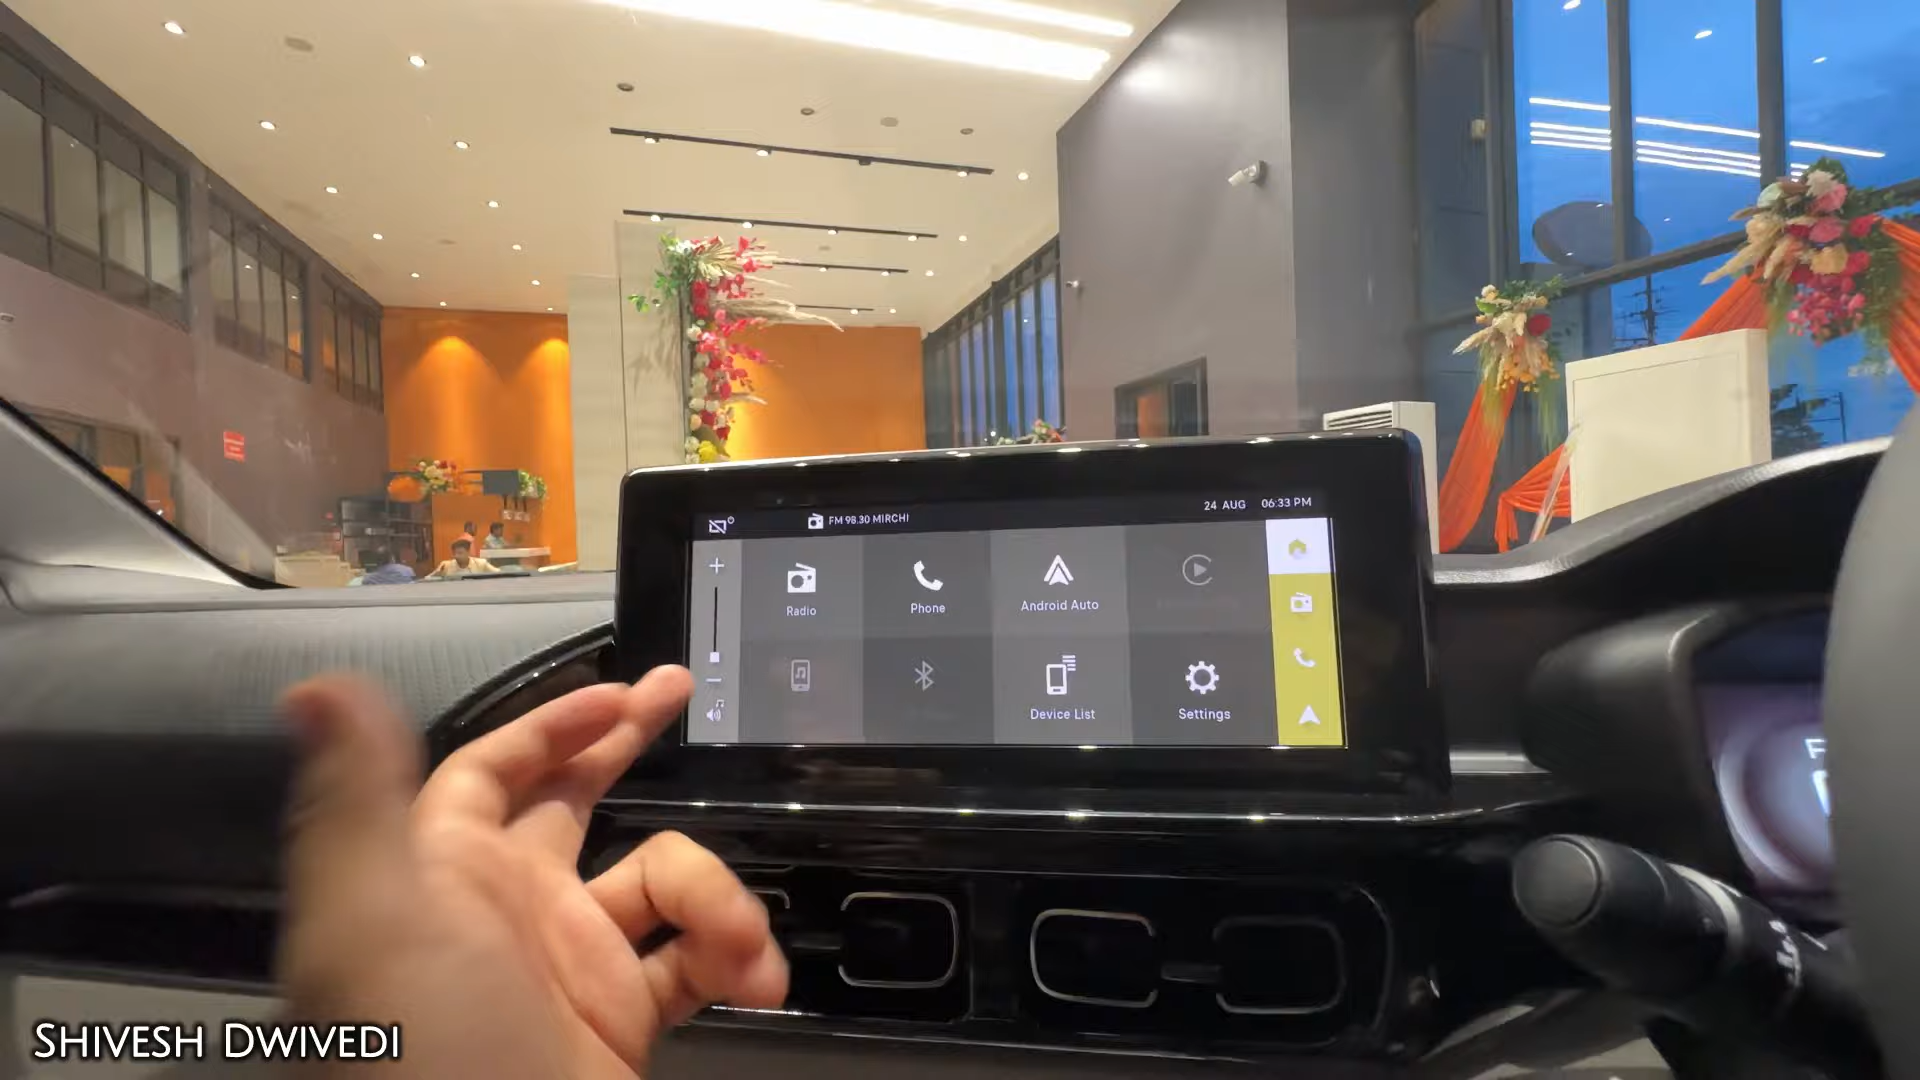 FM 98.30 MIRCHI
24 AUG 06:33 PM
Radio
Phone
Android Auto
Device List
Settings
SHIVESH DWIVEDI